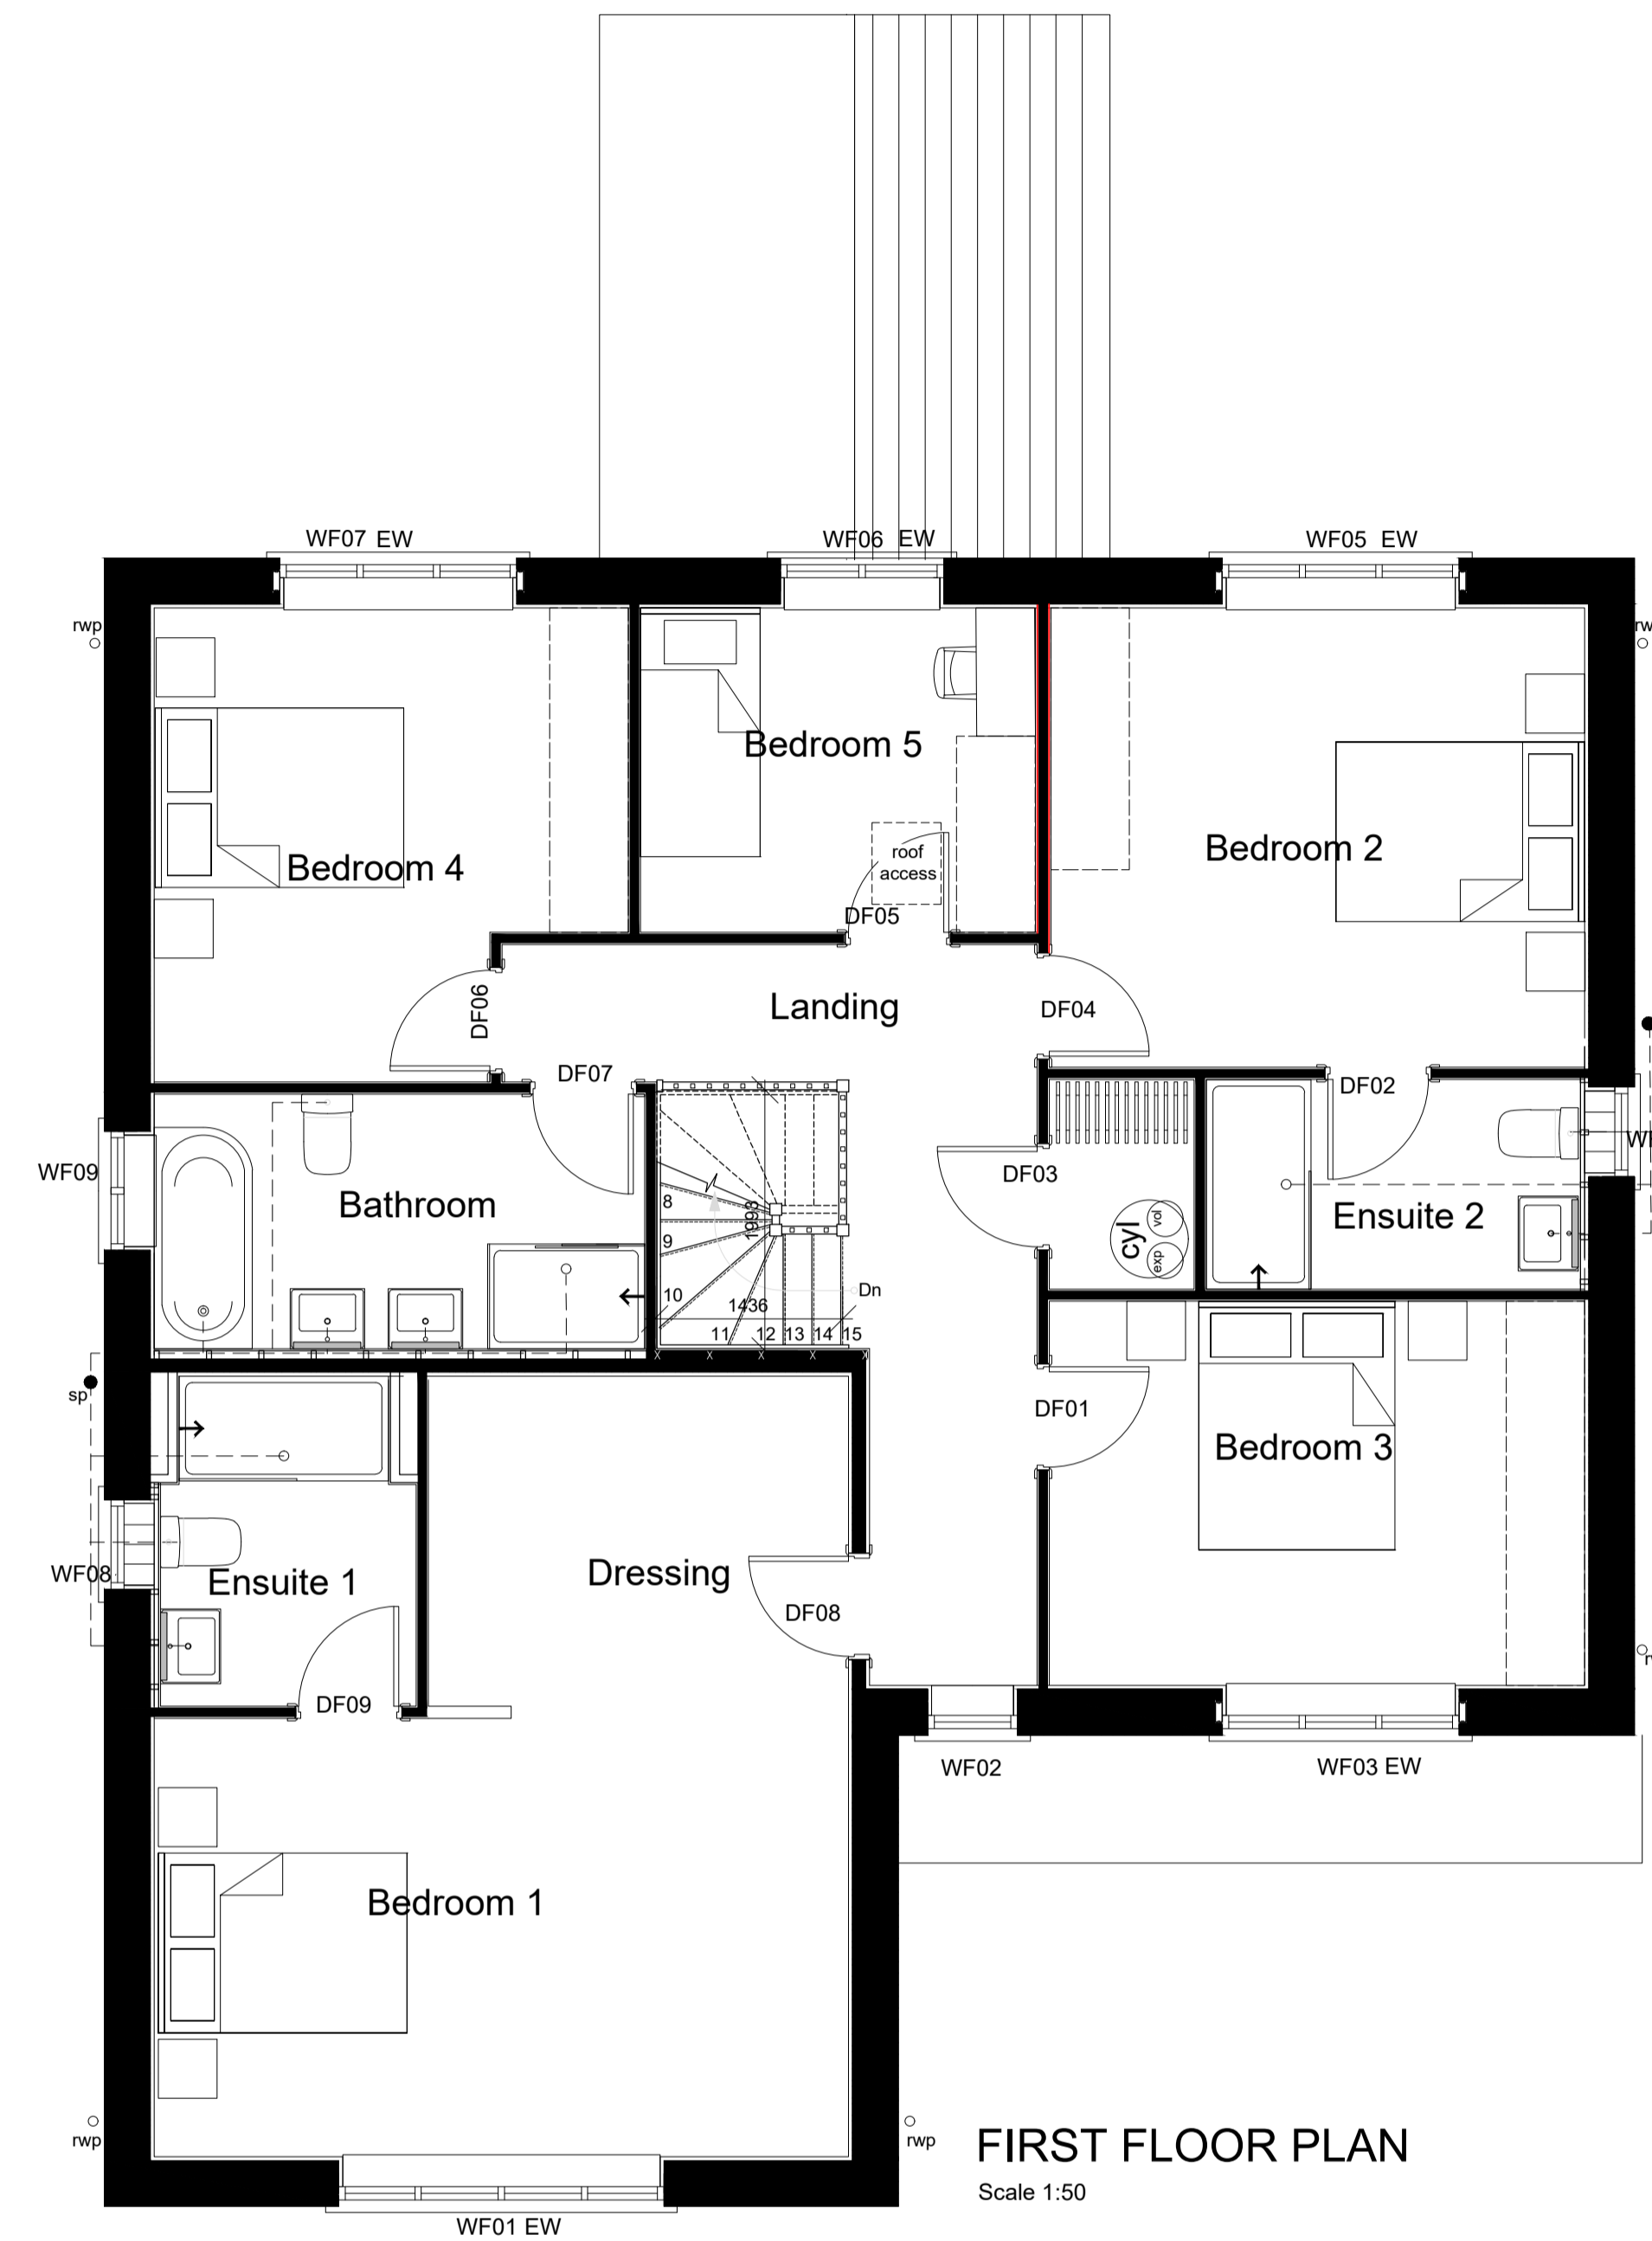 WF07 EW
WF06 EW
WF05 EW
rwp
Bedroom 5
Bedroom 4
Bedroom 2
roof
access
DF05
DF06
Landing
DF04
DF07
DF02
WF09
Bathroom
DF03
Ensuite 2
8
9
10
11
12
13
14
15
1993
1436
Dn
cyl
vol
exp
sp
DF01
Bedroom 3
WF08
Ensuite 1
Dressing
DF08
DF09
WF02
WF03 EW
Bedroom 1
rwp
rwp
FIRST FLOOR PLAN
Scale 1:50
WF01 EW